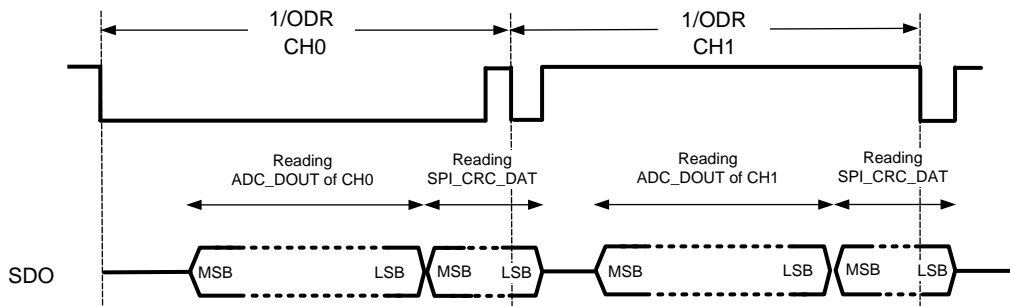 1/ODR
CH0
1/ODR
CH1
Reading
ADC_DOUT of CH0
Reading
SPI_CRC_DAT
Reading
ADC_DOUT of CH1
Reading
SPI_CRC_DAT
SDO
MSB
LSB
MSB
LSB
MSB
LSB
MSB
LSB